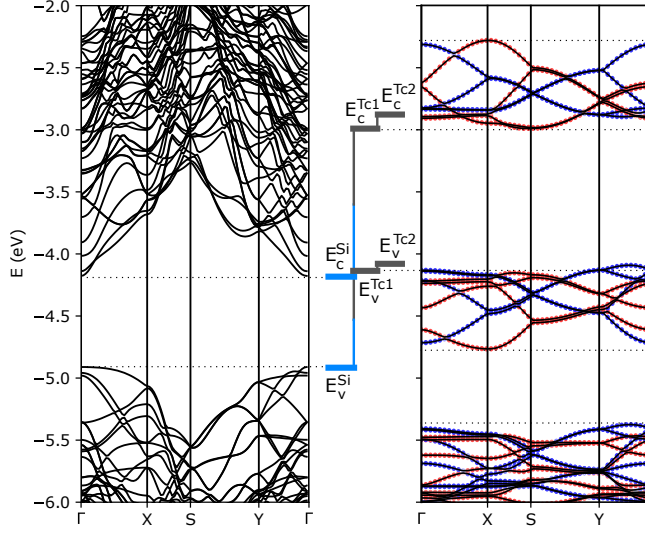 −2.0
−2.5
−3.0
−3.5
−4.0
−4.5
−5.0
−5.5
−6.0
E (eV)
Γ X S Y Γ
E_c^Tc1 E_c^Tc2
E_c^Si E_v^Tc2
E_v^Tc1
E_v^Si
Γ X S Y